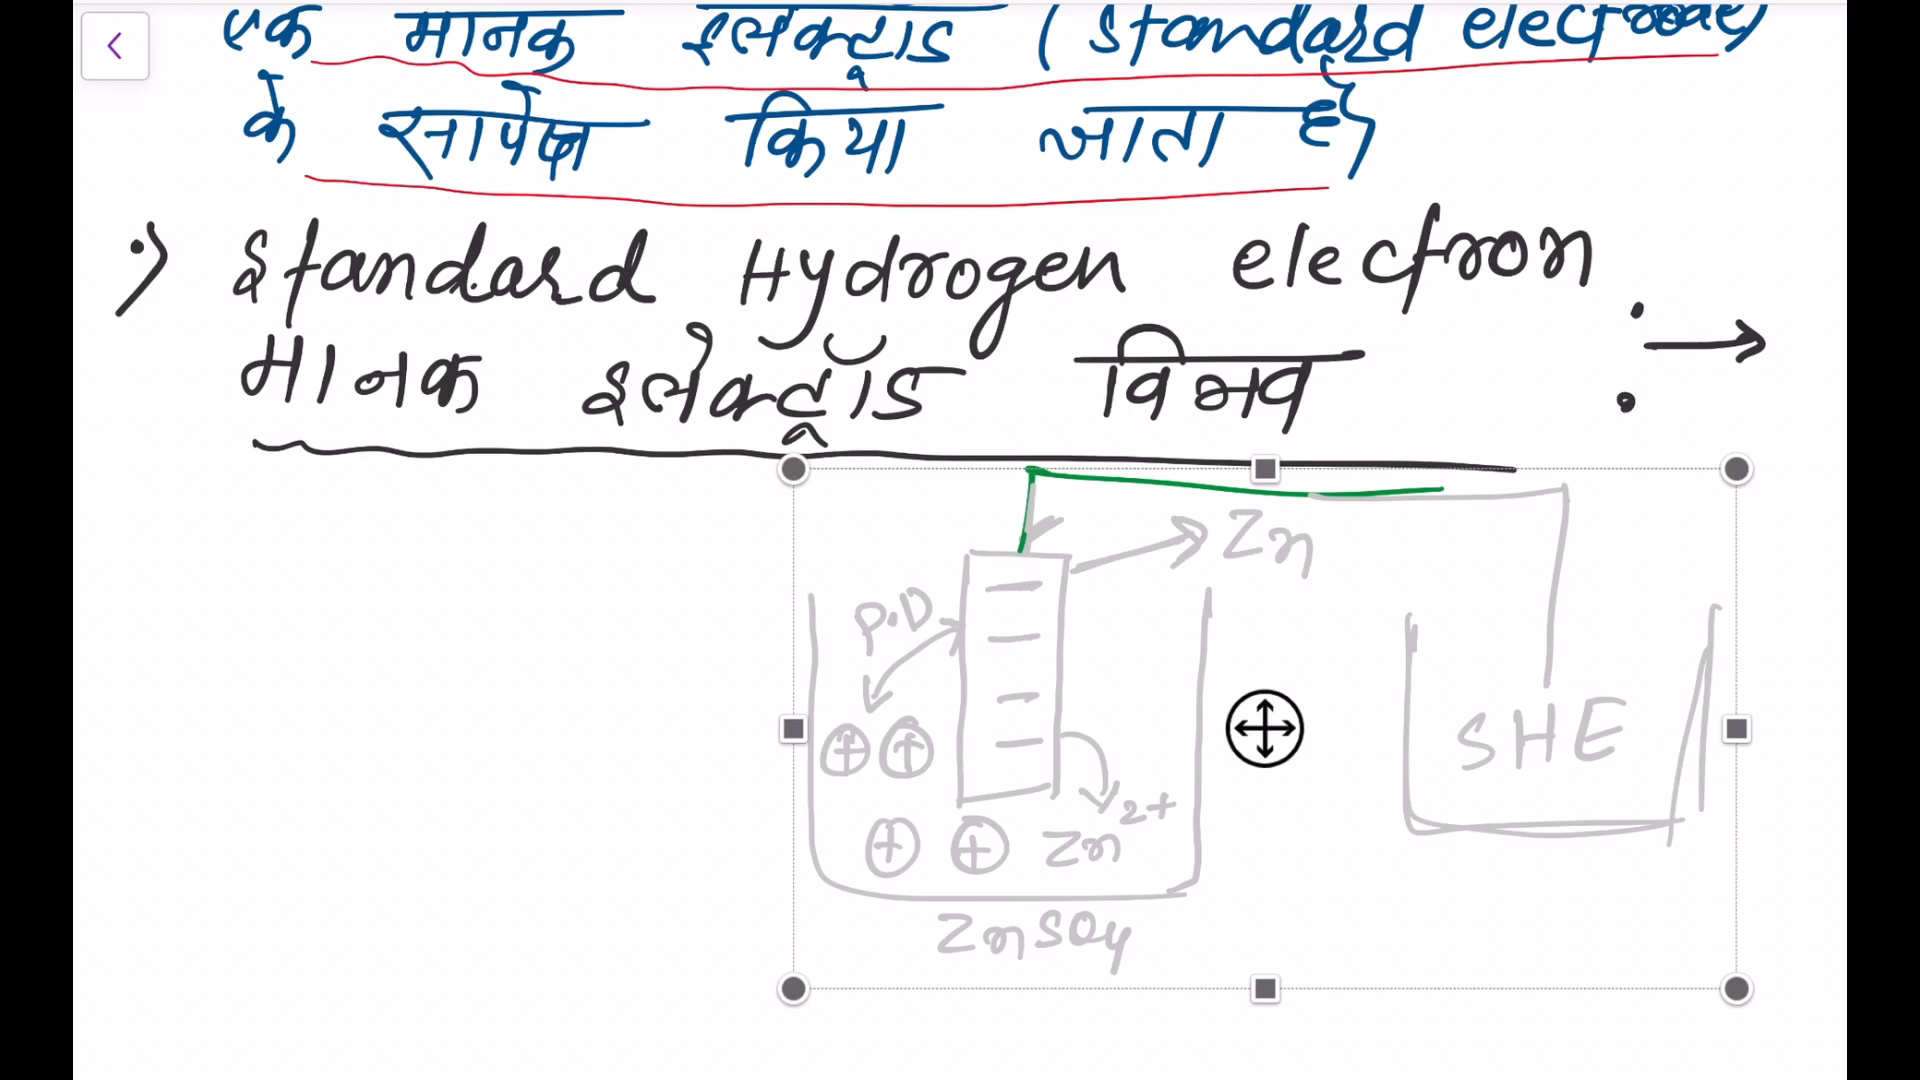 एक मानक इलेक्ट्रोड (Standard electrode)
के सापेक्ष किया जाता है
Standard Hydrogen electron
मानक इलेक्ट्रॉड विभव : →
Zn
P.D
SHE
Zn2+
ZnSO4